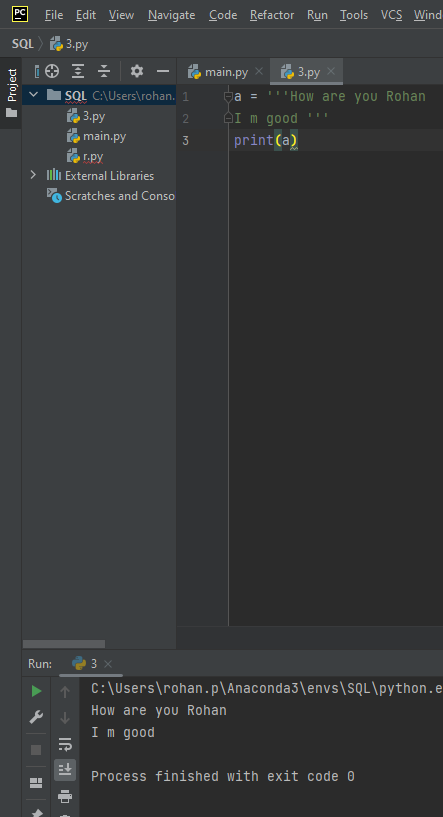 PC File Edit View Navigate Code Refactor Run Tools VCS Wind
SQL 3.py
Project
main.py 3.py
SQL C:\Users\rohan.
3.py
main.py
r.py
External Libraries
Scratches and Conso
1 a = '''How are you Rohan
2 I m good '''
3 print(a)
Run: 3
C:\Users\rohan.p\Anaconda3\envs\SQL\python.e
How are you Rohan
I m good
Process finished with exit code 0